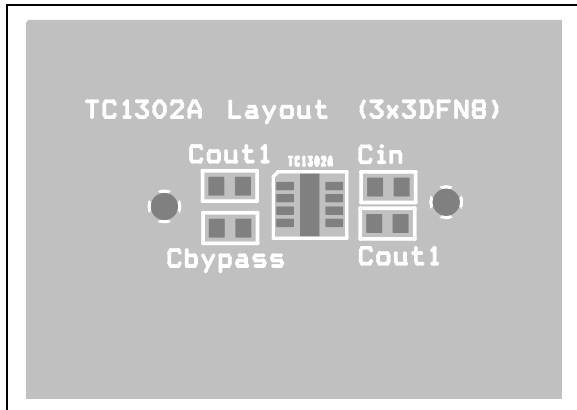 TC1302A Layout (3x3DFN8)
Cout1
TC1302A
Cin
Cbypass
Cout1